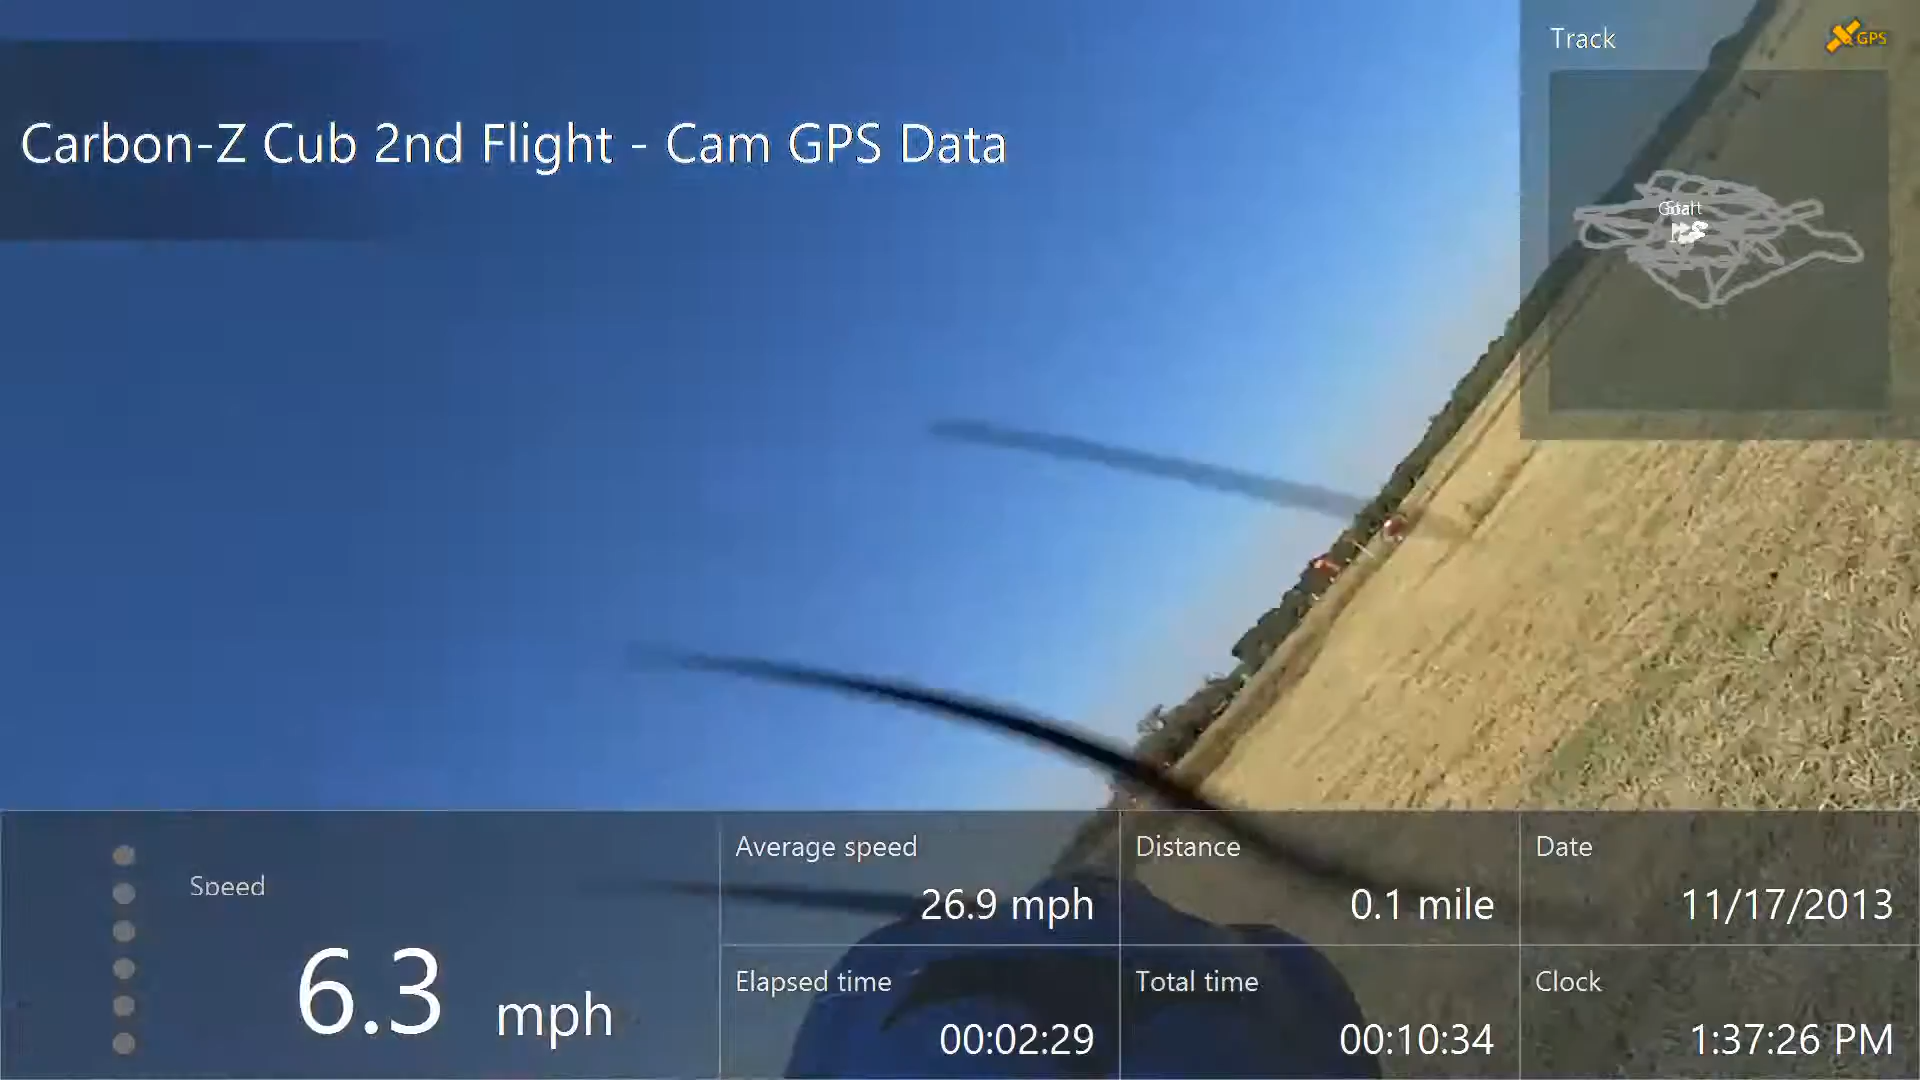 Track
GPS
Carbon-Z Cub 2nd Flight - Cam GPS Data
Speed
6.3 mph
Average speed
26.9 mph
Distance
0.1 mile
Date
11/17/2013
Elapsed time
00:02:29
Total time
00:10:34
Clock
1:37:26 PM